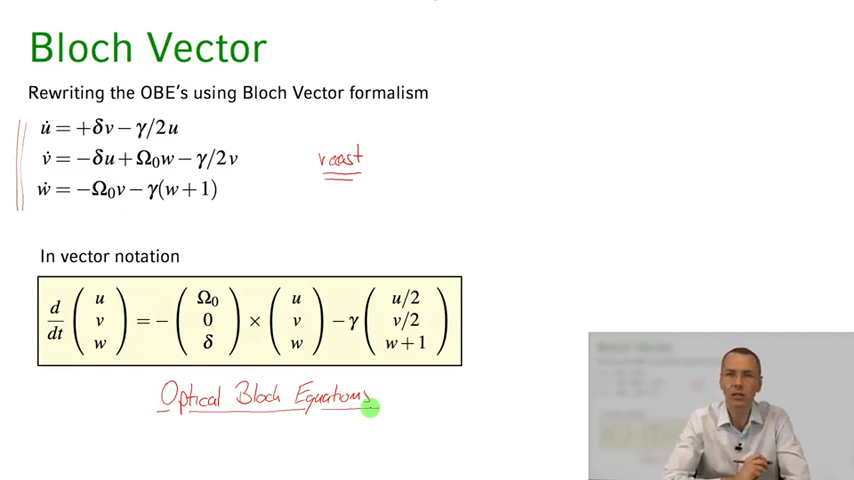 Bloch Vector
Rewriting the OBE's using Bloch Vector formalism
u̇ = +δv − γ/2u
v̇ = −δu + Ω₀w − γ/2v
ẇ = −Ω₀v − γ(w + 1)
In vector notation
d/dt (u v w) = − (Ω₀ 0 δ) × (u v w) − γ (u/2 v/2 w+1)
Optical Bloch Equations